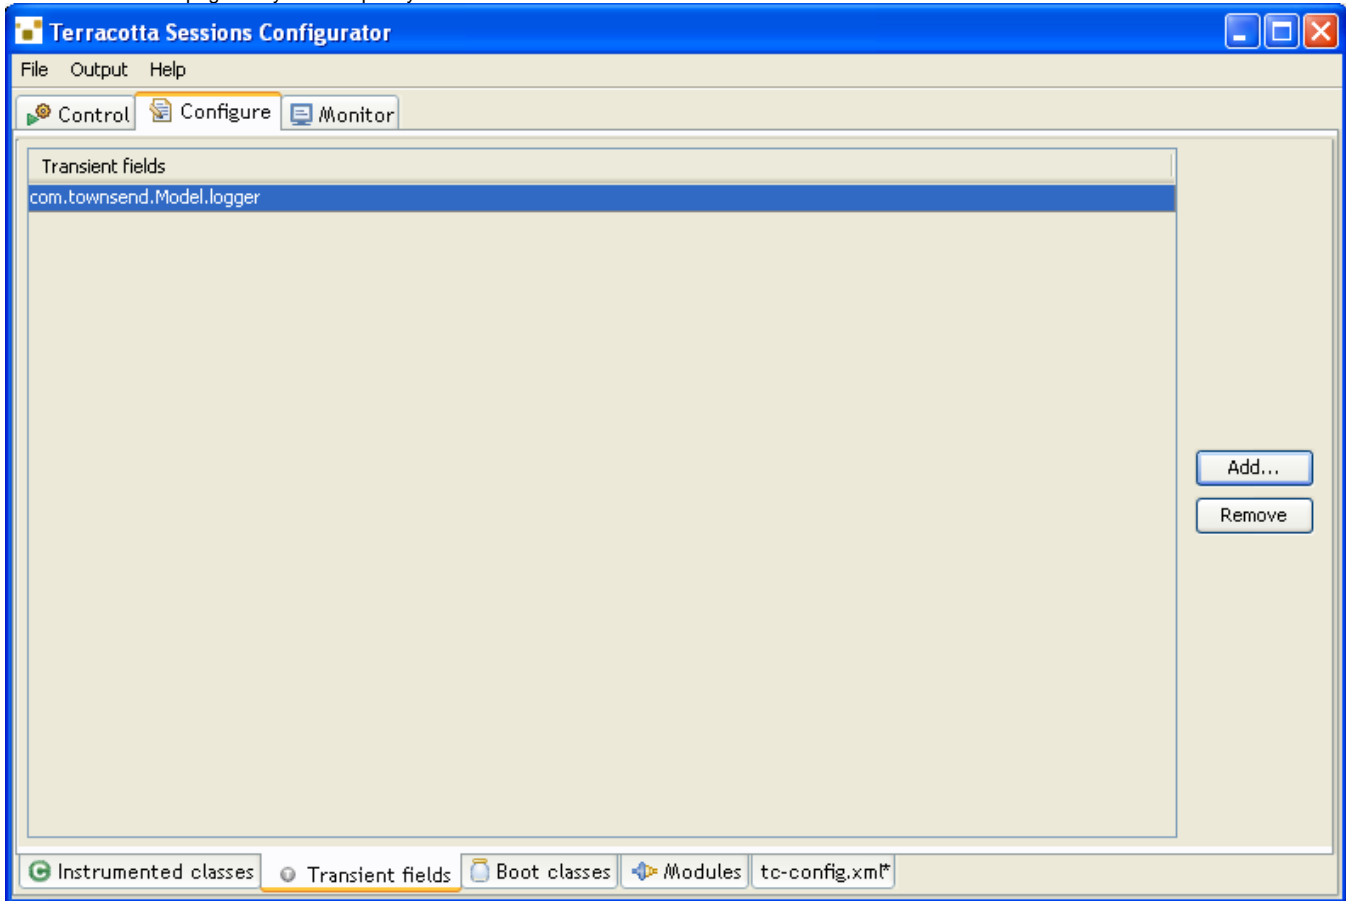 Terracotta Sessions Configurator
File Output Help
Control Configure Monitor
Transient fields
com.townsend.Model.logger
Add...
Remove
Instrumented classes Transient fields Boot classes Modules tc-config.xml*